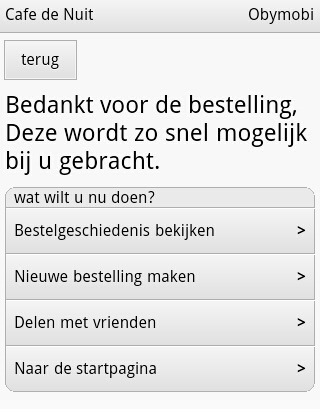 Cafe de Nuit Obymobi
terug
Bedankt voor de bestelling,
Deze wordt zo snel mogelijk
bij u gebracht.
wat wilt u nu doen?
Bestelgeschiedenis bekijken >
Nieuwe bestelling maken >
Delen met vrienden >
Naar de startpagina >